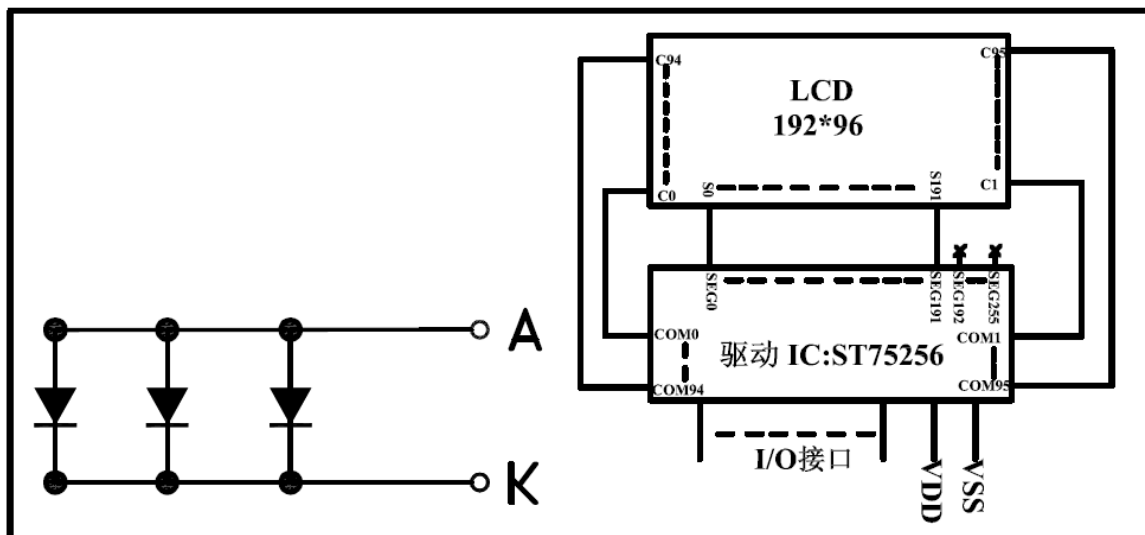 C94
C95
LCD
192*96
C0
S0
S191
C1
SEG0
SEG191
SEG192
SEG255
COM0
COM1
驱动 IC:ST75256
COM94
COM95
I/O接口
VDD
VSS
A
K